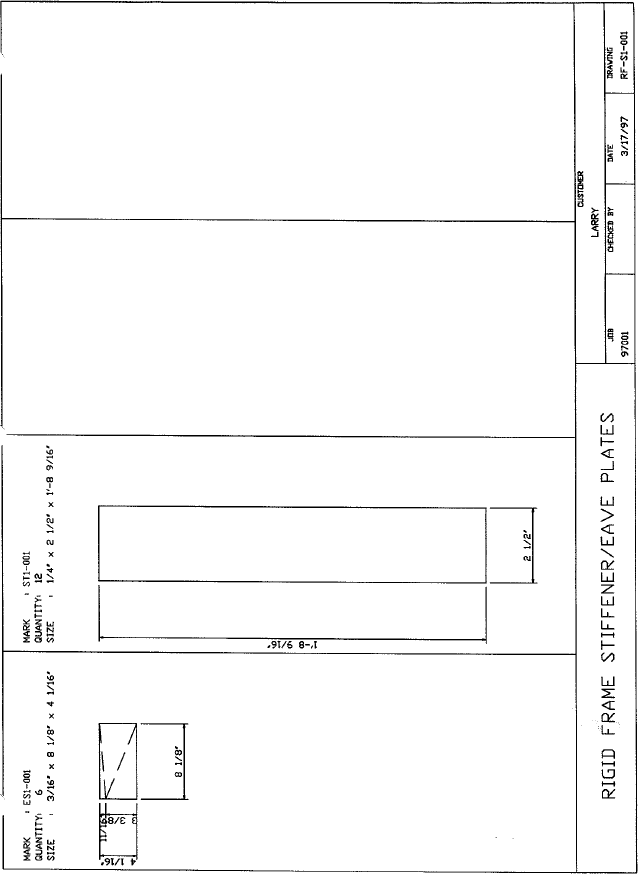 MARK : ES1-001
QUANTITY: 6
SIZE : 3/16" x 8 1/8" x 4 1/16"
11/16"
3 3/8"
4 1/16"
8 1/8"
MARK : ST1-001
QUANTITY: 12
SIZE : 1/4" x 2 1/2" x 1'-8 9/16"
1'-8 9/16"
2 1/2"
RIGID FRAME STIFFENER/EAVE PLATES
CUSTOMER
LARRY
JOB
97001
CHECKED BY
DATE
3/17/97
DRAWING
RF-S1-001